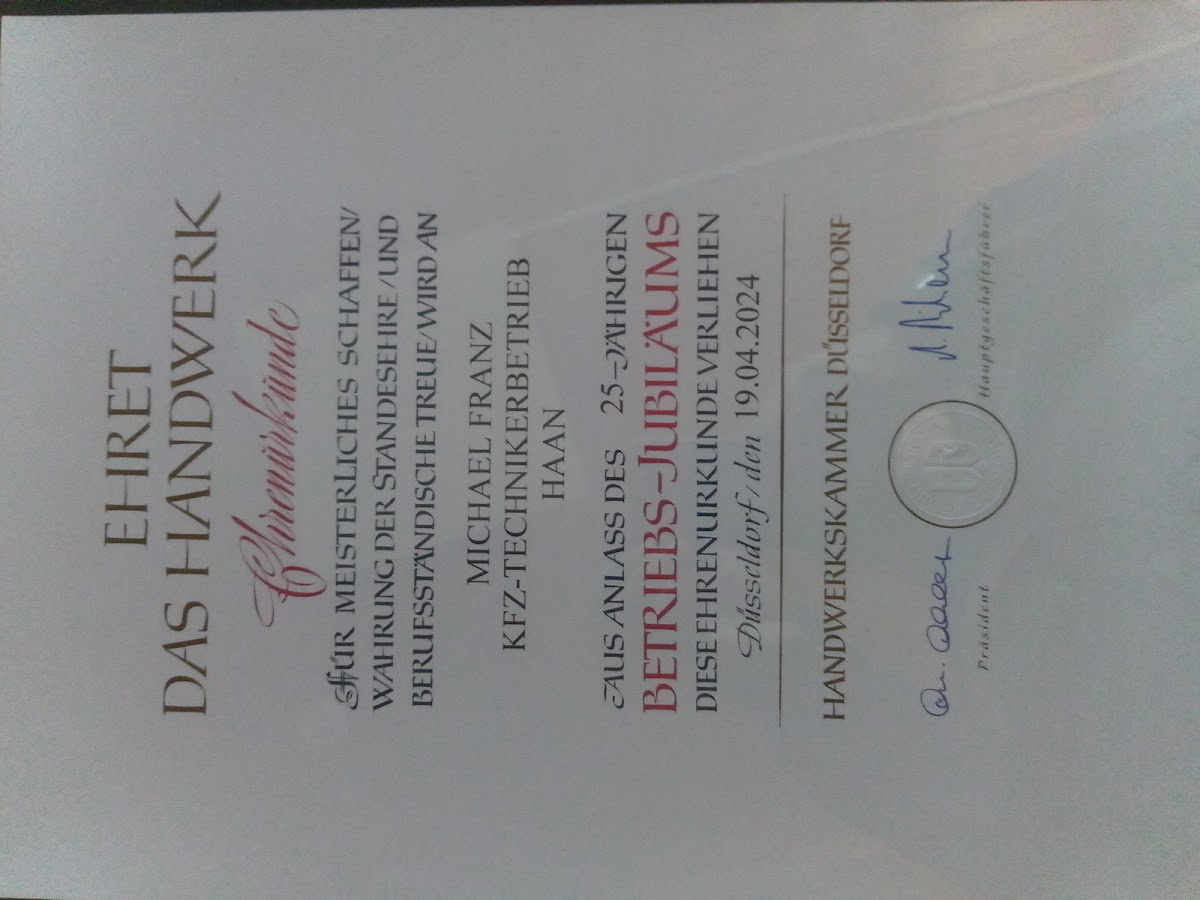 EHRET
DAS HANDWERK
Ehrenurkunde
FÜR MEISTERLICHES SCHAFFEN/
WAHRUNG DER STANDESEHRE/UND
BERUFSSTÄNDISCHE TREUE/WIRD AN
MICHAEL FRANZ
KFZ-TECHNIKERBETRIEB
HAAN
AUS ANLASS DES 25-JÄHRIGEN
BETRIEBS-JUBILÄUMS
DIESE EHRENURKUNDE VERLIEHEN
Düsseldorf/den 19.04.2024
HANDWERKSKAMMER DÜSSELDORF
Präsident
Hauptgeschäftsführer